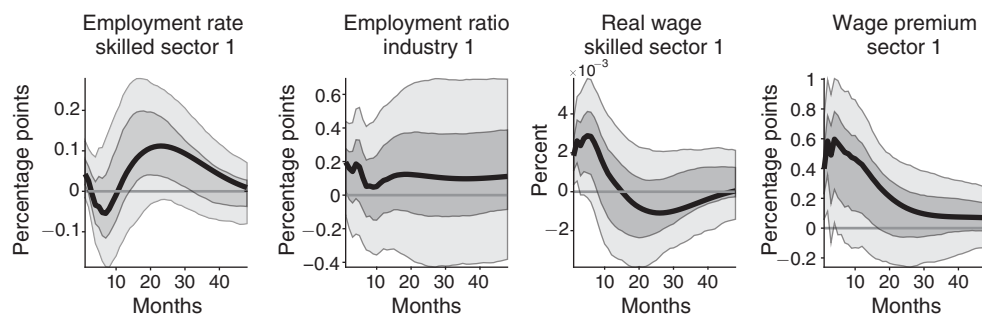 Employment rate
skilled sector 1
Percentage points
0.2
0.1
0
−0.1
10 20 30 40
Months
Employment ratio
industry 1
Percentage points
0.6
0.4
0.2
0
−0.2
−0.4
10 20 30 40
Months
Real wage
skilled sector 1
×10⁻³
Percent
4
2
0
−2
20 40
Months
Wage premium
sector 1
Percentage points
1
0.8
0.6
0.4
0.2
0
−0.2
10 20 30 40
Months